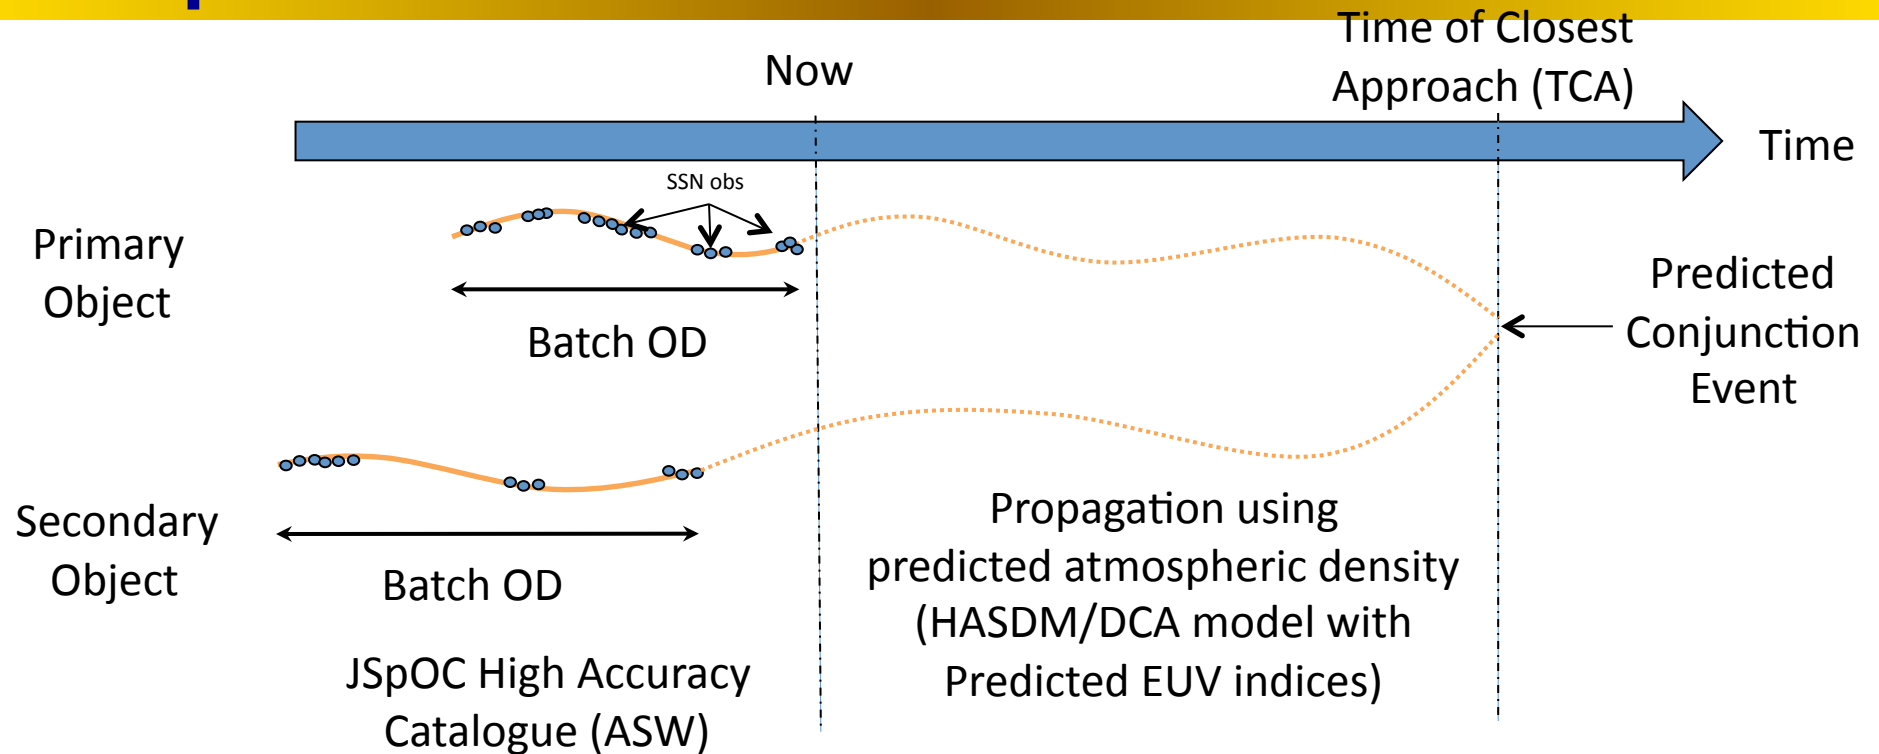 Now
Time of Closest
Approach (TCA)
Time
SSN obs
Primary
Object
Batch OD
Predicted
Conjunction
Event
Secondary
Object
Batch OD
JSpOC High Accuracy
Catalogue (ASW)
Propagation using
predicted atmospheric density
(HASDM/DCA model with
Predicted EUV indices)